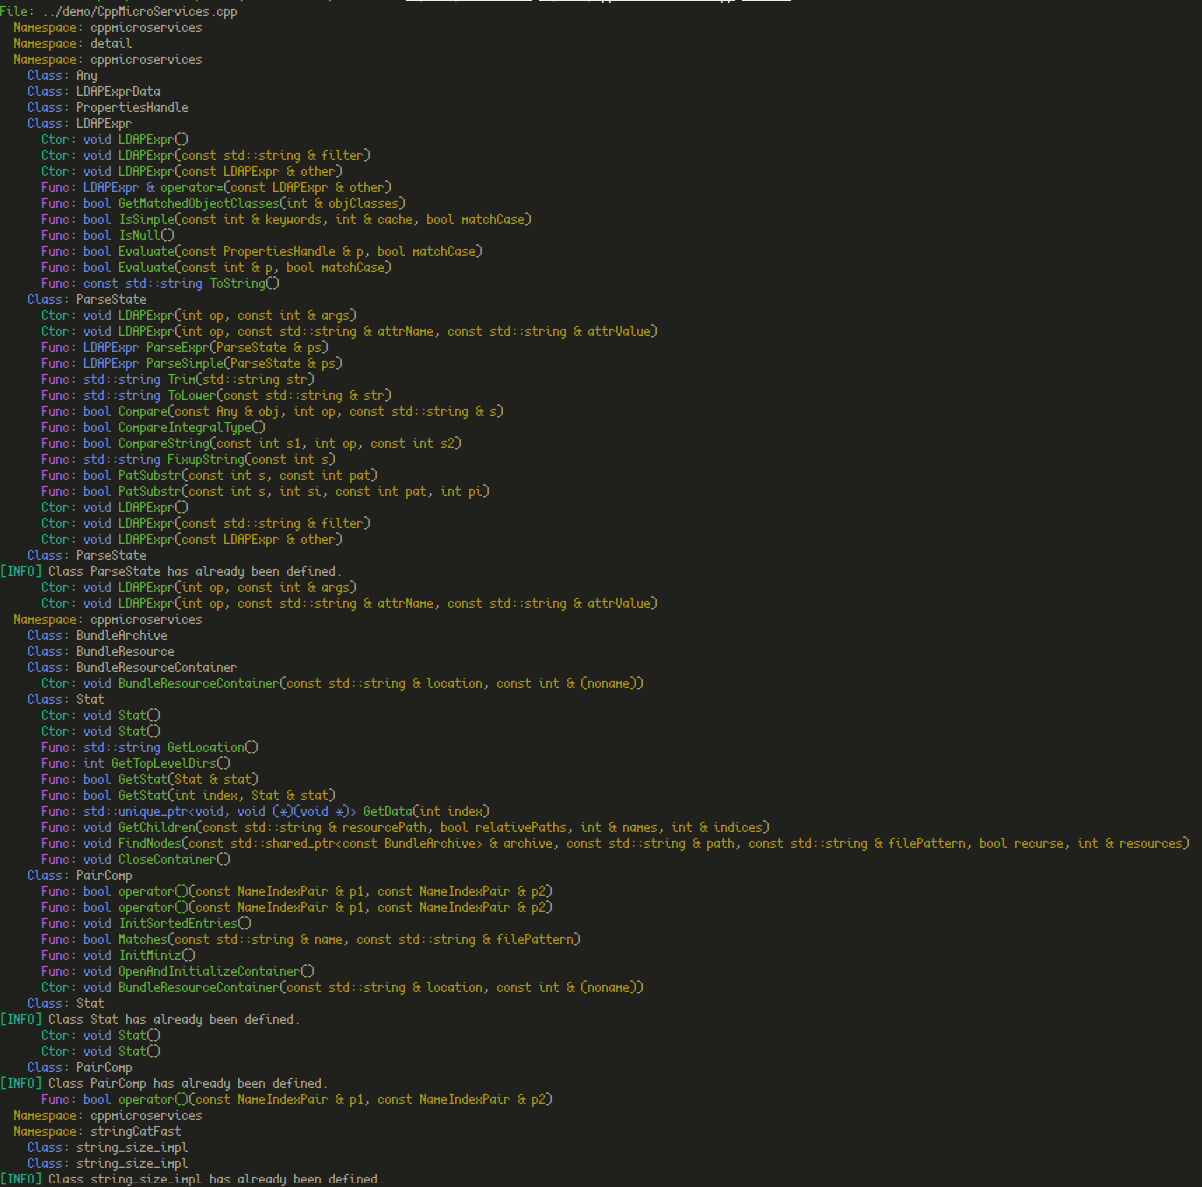 File: ../demo/CppMicroServices.cpp
Namespace: cppmicroservices
Namespace: detail
Namespace: cppmicroservices
Class: Any
Class: LDAPExprData
Class: PropertiesHandle
Class: LDAPExpr
Ctor: void LDAPExpr()
Ctor: void LDAPExpr(const std::string & filter)
Ctor: void LDAPExpr(const LDAPExpr & other)
Func: LDAPExpr & operator=(const LDAPExpr & other)
Func: bool GetMatchedObjectClasses(int & objClasses)
Func: bool IsSimple(const int & keywords, int & cache, bool matchCase)
Func: bool IsNull()
Func: bool Evaluate(const PropertiesHandle & p, bool matchCase)
Func: bool Evaluate(const int & p, bool matchCase)
Func: const std::string ToString()
Class: ParseState
Ctor: void LDAPExpr(int op, const int & args)
Ctor: void LDAPExpr(int op, const std::string & attrName, const std::string & attrValue)
Func: LDAPExpr ParseExpr(ParseState & ps)
Func: LDAPExpr ParseSimple(ParseState & ps)
Func: std::string Trim(std::string str)
Func: std::string ToLower(const std::string & str)
Func: bool Compare(const Any & obj, int op, const std::string & s)
Func: bool CompareIntegralType()
Func: bool CompareString(const int s1, int op, const int s2)
Func: std::string FixupString(const int s)
Func: bool PatSubstr(const int s, const int pat)
Func: bool PatSubstr(const int s, int si, const int pat, int pi)
Ctor: void LDAPExpr()
Ctor: void LDAPExpr(const std::string & filter)
Ctor: void LDAPExpr(const LDAPExpr & other)
Class: ParseState
[INFO] Class ParseState has already been defined.
Ctor: void LDAPExpr(int op, const int & args)
Ctor: void LDAPExpr(int op, const std::string & attrName, const std::string & attrValue)
Namespace: cppmicroservices
Class: BundleArchive
Class: BundleResource
Class: BundleResourceContainer
Ctor: void BundleResourceContainer(const std::string & location, const int & (noname))
Class: Stat
Ctor: void Stat()
Ctor: void Stat()
Func: std::string GetLocation()
Func: int GetTopLevelDirs()
Func: bool GetStat(Stat & stat)
Func: bool GetStat(int index, Stat & stat)
Func: std::unique_ptr<void, void (*)(void *)> GetData(int index)
Func: void GetChildren(const std::string & resourcePath, bool relativePaths, int & names, int & indices)
Func: void FindNodes(const std::shared_ptr<const BundleArchive> & archive, const std::string & path, const std::string & filePattern, bool recurse, int & resources)
Func: void CloseContainer()
Class: PairComp
Func: bool operator()(const NameIndexPair & p1, const NameIndexPair & p2)
Func: bool operator()(const NameIndexPair & p1, const NameIndexPair & p2)
Func: void InitSortedEntries()
Func: bool Matches(const std::string & name, const std::string & filePattern)
Func: void InitMiniz()
Func: void OpenAndInitializeContainer()
Ctor: void BundleResourceContainer(const std::string & location, const int & (noname))
Class: Stat
[INFO] Class Stat has already been defined.
Ctor: void Stat()
Ctor: void Stat()
Class: PairComp
[INFO] Class PairComp has already been defined.
Func: bool operator()(const NameIndexPair & p1, const NameIndexPair & p2)
Namespace: cppmicroservices
Namespace: stringCatFast
Class: string_size_impl
Class: string_size_impl
[INFO] Class string_size_impl has already been defined.